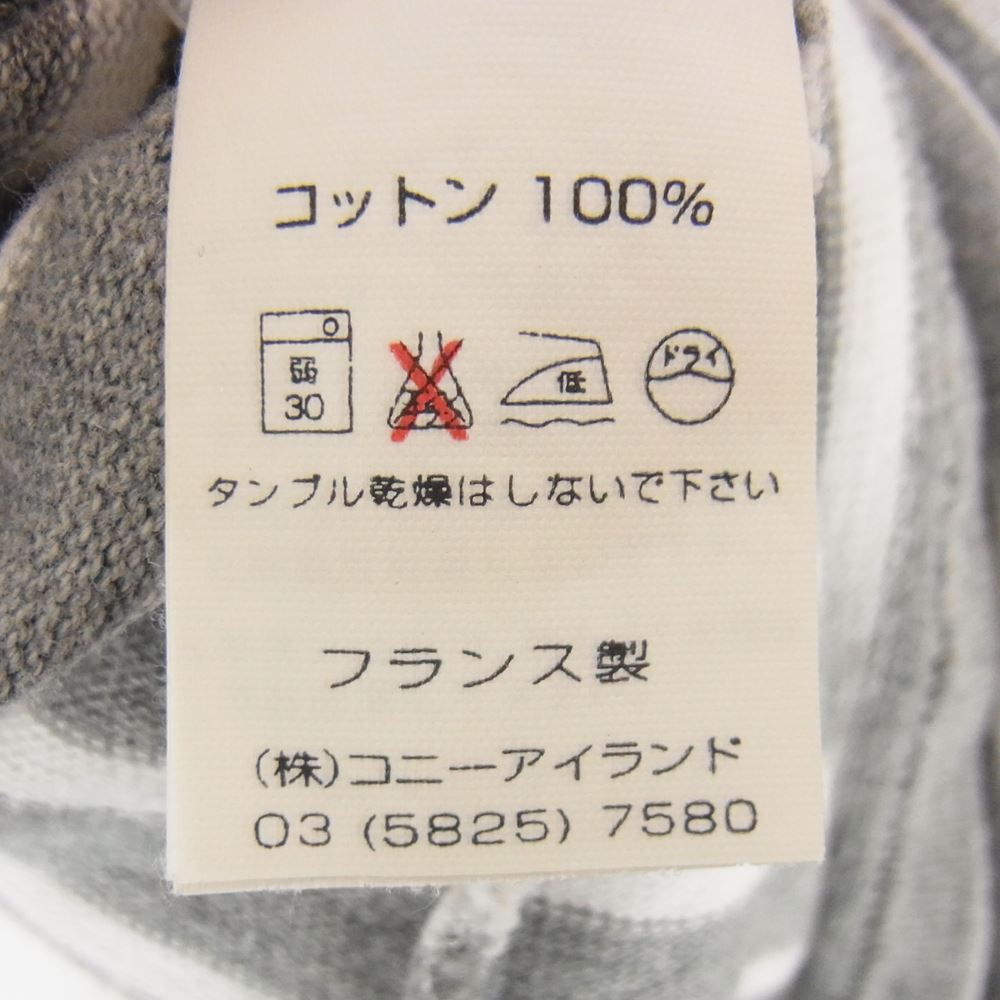 コットン 100%
弱
30
低
ドライ
タンブル乾燥はしないで下さい
フランス製
(株)コニーアイランド
03 (5825) 7580